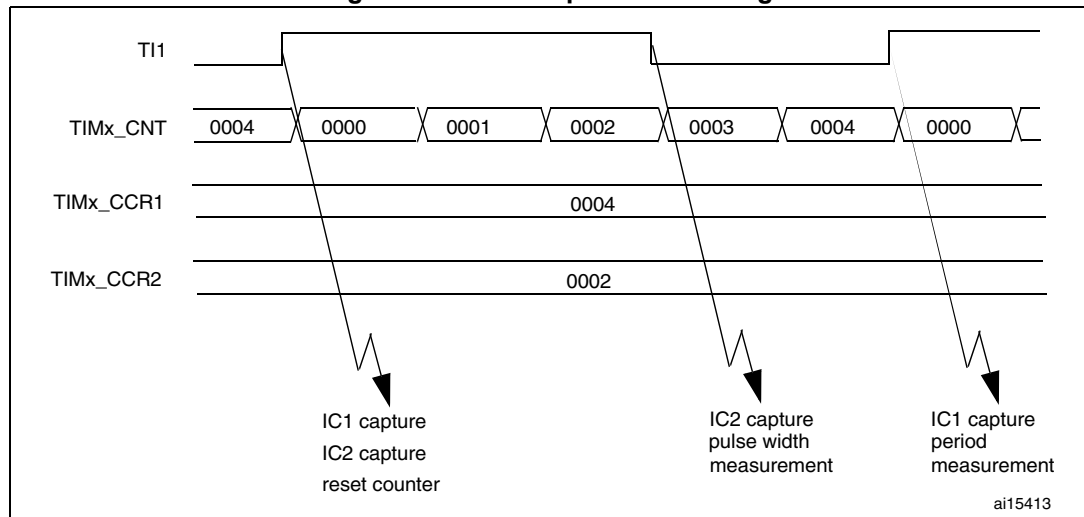 TI1
TIMx_CNT 0004 0000 0001 0002 0003 0004 0000
TIMx_CCR1 0004
TIMx_CCR2 0002
IC1 capture
IC2 capture
reset counter
IC2 capture
pulse width
measurement
IC1 capture
period
measurement
ai15413